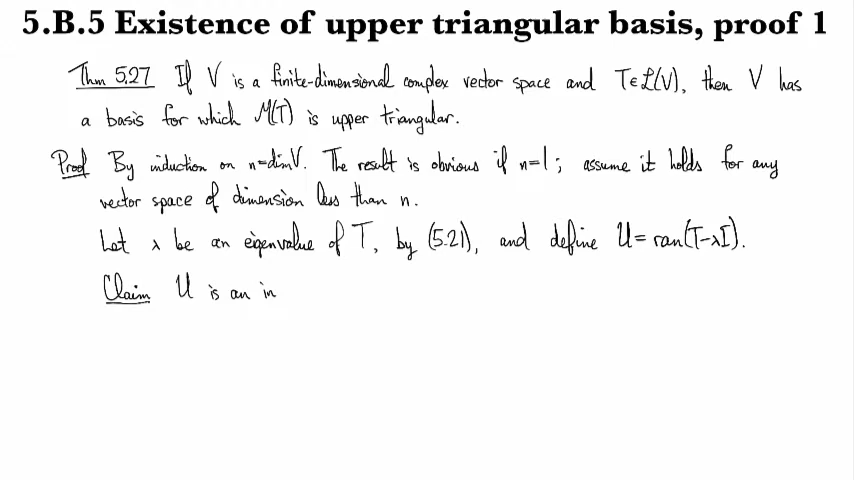 5.B.5 Existence of upper triangular basis, proof 1
Thm 5.27 If V is a finite-dimensional complex vector space and T∈ℒ(V), then V has
a basis for which ℳ(T) is upper triangular.
Proof By induction on n=dimV. The result is obvious if n=1; assume it holds for any
vector space of dimension less than n.
Let λ be an eigenvalue of T, by (5.21), and define U=ran(T-λI).
Claim U is an in